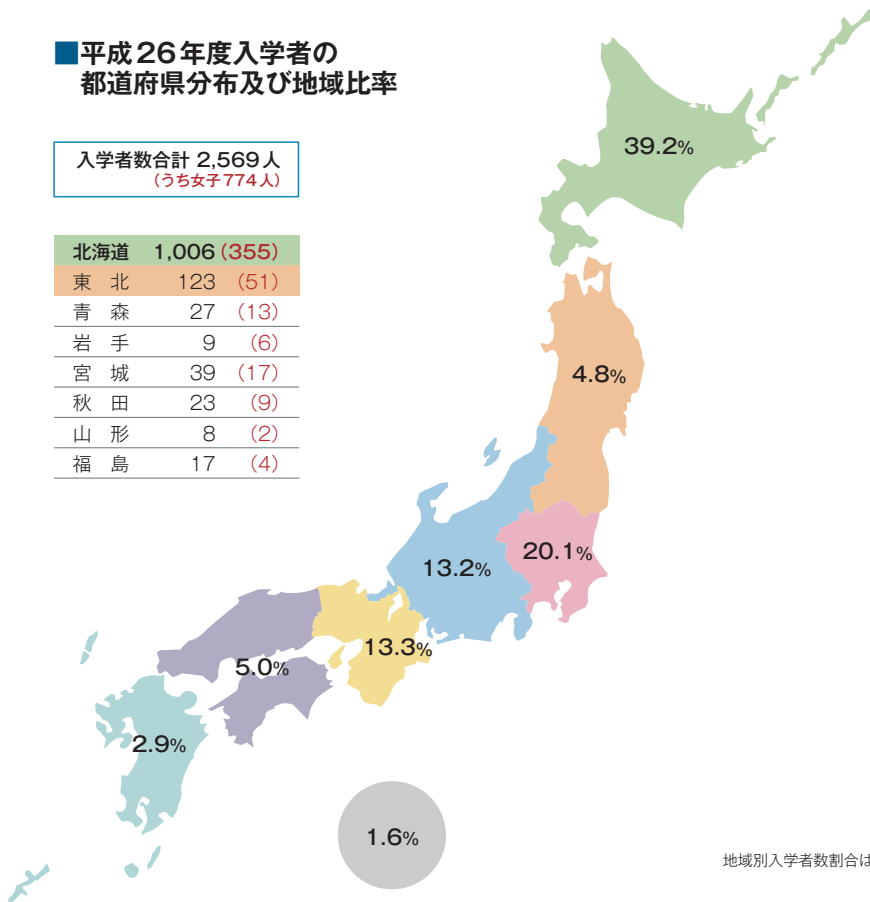 ■平成26年度入学者の
都道府県分布及び地域比率
入学者数合計 2,569人
(うち女子774人)
北海道 1,006 (355)
東 北 123 (51)
青 森 27 (13)
岩 手 9 (6)
宮 城 39 (17)
秋 田 23 (9)
山 形 8 (2)
福 島 17 (4)
39.2%
4.8%
20.1%
13.2%
13.3%
5.0%
2.9%
1.6%
地域別入学者数割合は